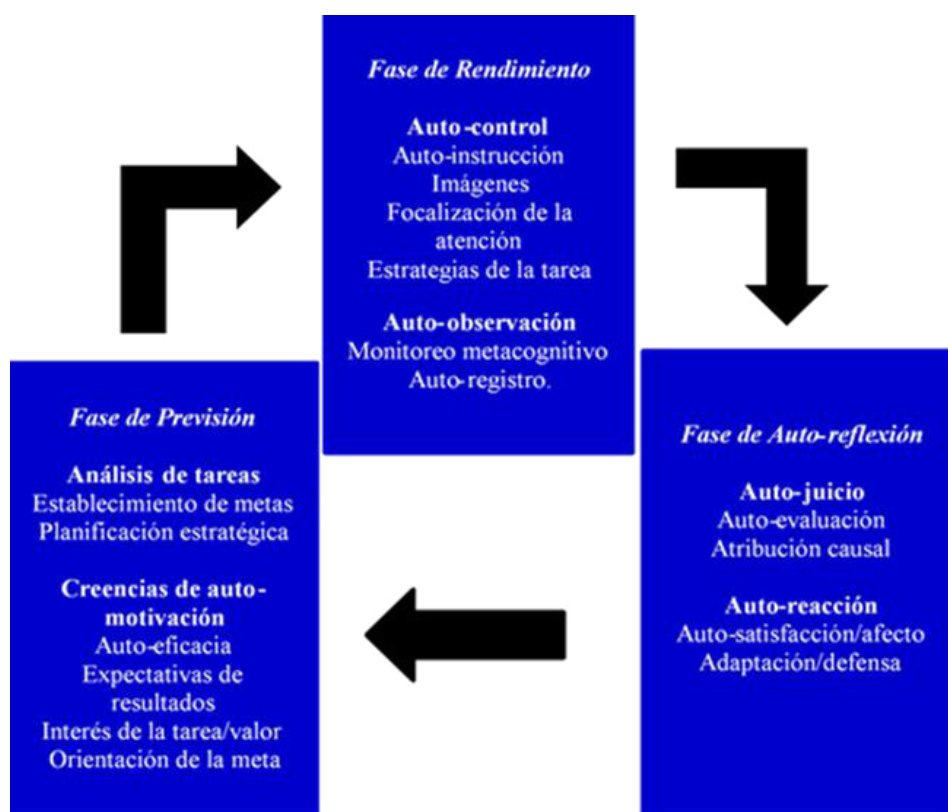 Fase de Rendimiento
Auto-control
Auto-instrucción
Imágenes
Focalización de la
atención
Estrategias de la tarea
Auto-observación
Monitoreo metacognitivo
Auto-registro.
Fase de Previsión
Análisis de tareas
Establecimiento de metas
Planificación estratégica
Creencias de auto-
motivación
Auto-eficacia
Expectativas de
resultados
Interés de la tarea/valor
Orientación de la meta
Fase de Auto-reflexión
Auto-juicio
Auto-evaluación
Atribución causal
Auto-reacción
Auto-satisfacción/afecto
Adaptación/defensa